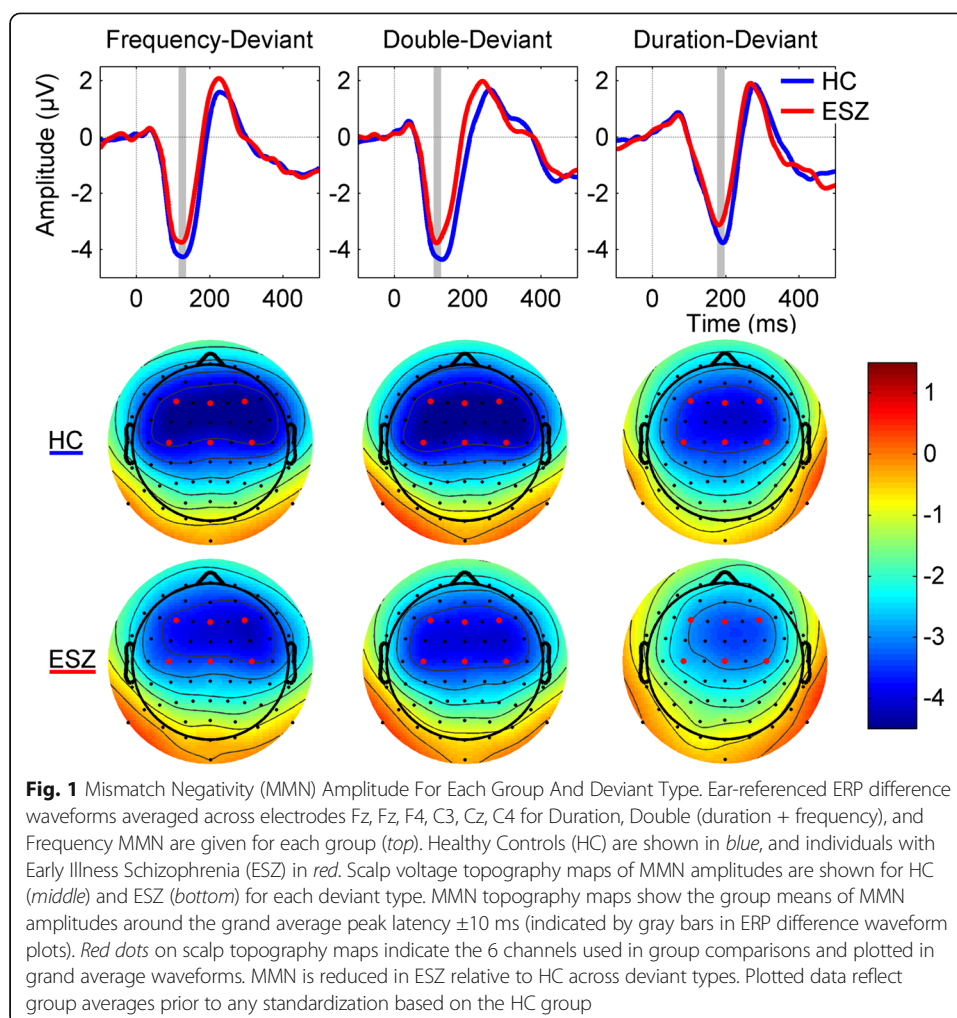 Frequency-Deviant
Double-Deviant
Duration-Deviant
HC
ESZ
Amplitude (µV)
2
0
-2
-4
2
0
-2
-4
2
0
-2
-4
0 200 400
0 200 400
0 200 400
Time (ms)
HC
ESZ
1
0
-1
-2
-3
-4
Fig. 1 Mismatch Negativity (MMN) Amplitude For Each Group And Deviant Type. Ear-referenced ERP difference
waveforms averaged across electrodes Fz, Fz, F4, C3, Cz, C4 for Duration, Double (duration + frequency), and
Frequency MMN are given for each group (top). Healthy Controls (HC) are shown in blue, and individuals with
Early Illness Schizophrenia (ESZ) in red. Scalp voltage topography maps of MMN amplitudes are shown for HC
(middle) and ESZ (bottom) for each deviant type. MMN topography maps show the group means of MMN
amplitudes around the grand average peak latency ±10 ms (indicated by gray bars in ERP difference waveform
plots). Red dots on scalp topography maps indicate the 6 channels used in group comparisons and plotted in
grand average waveforms. MMN is reduced in ESZ relative to HC across deviant types. Plotted data reflect
group averages prior to any standardization based on the HC group